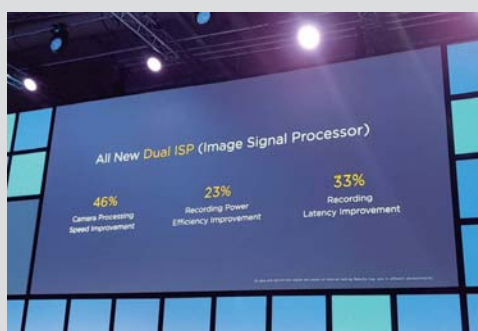 All New Dual ISP (Image Signal Processor)
46%
Camera Processing
Speed Improvement
23%
Recording Power
Efficiency Improvement
33%
Recording
Latency Improvement